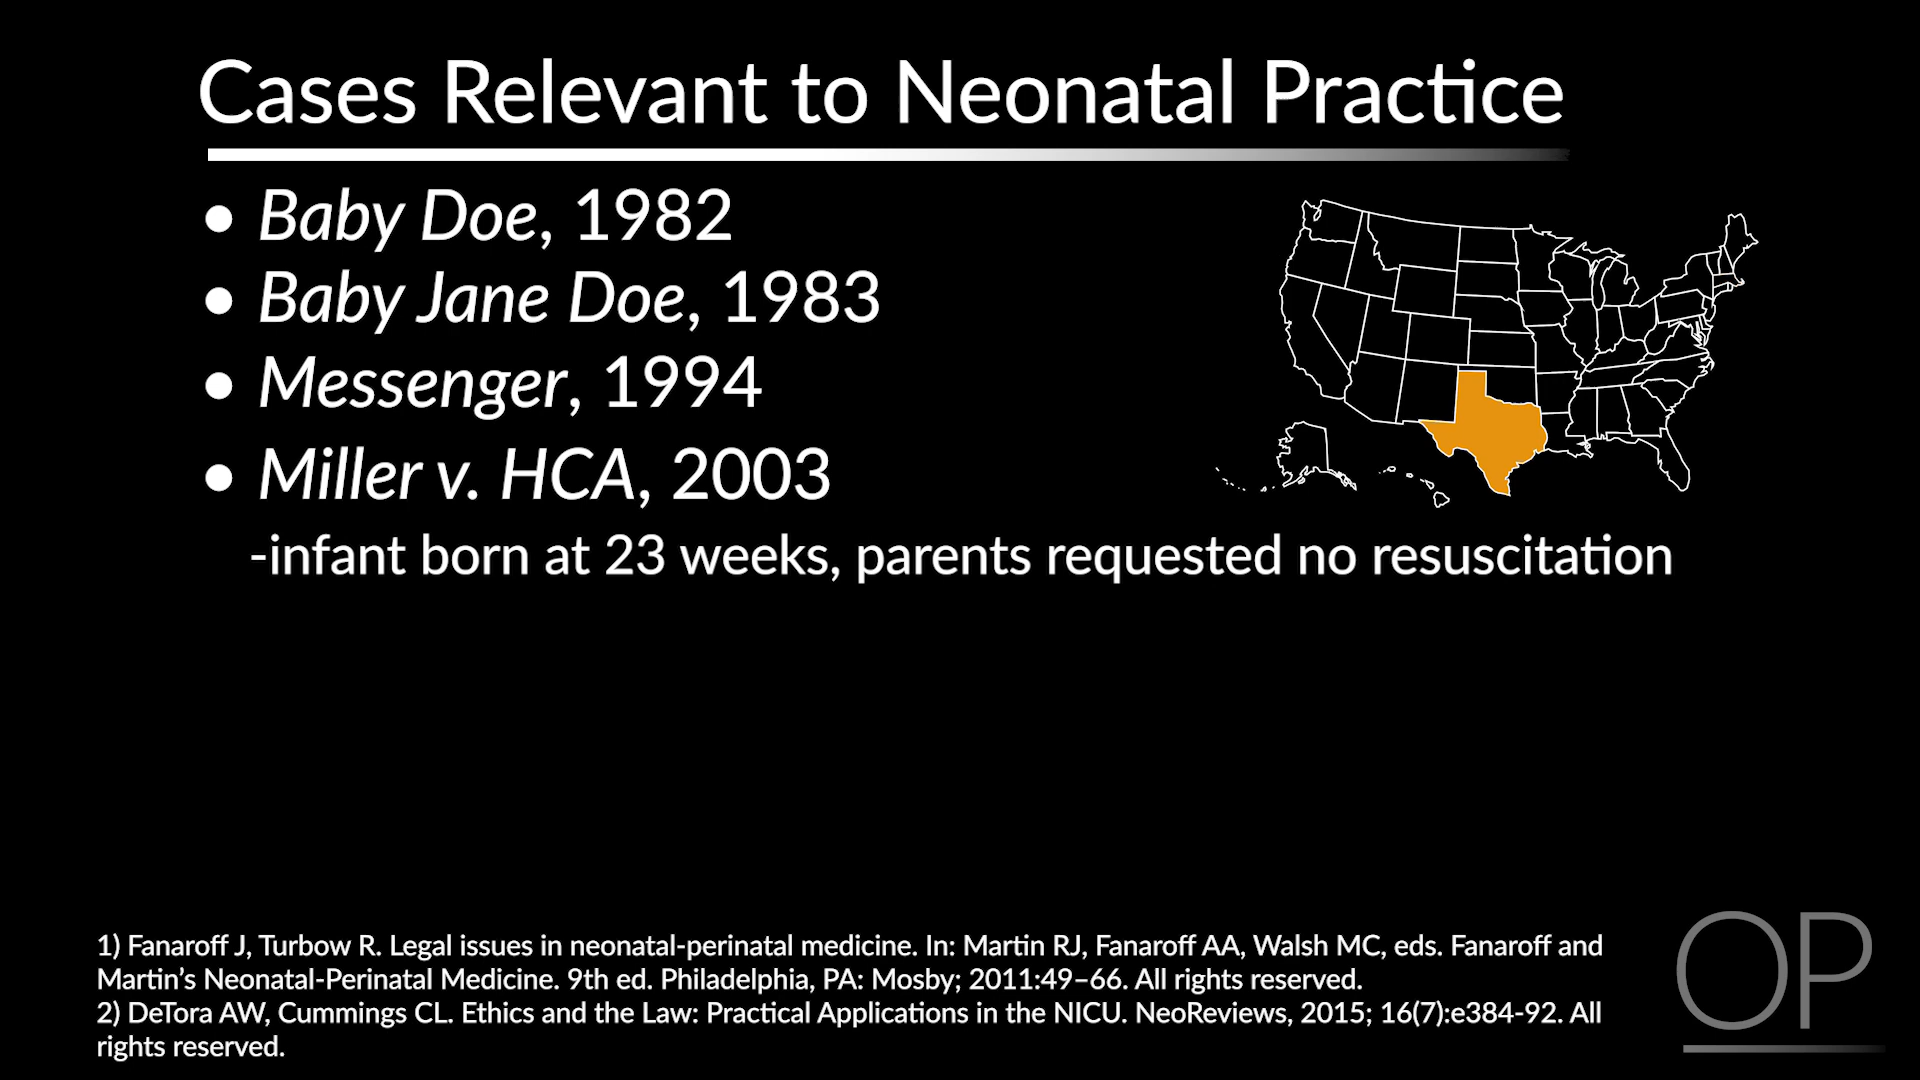 Cases Relevant to Neonatal Practice
• Baby Doe, 1982
• Baby Jane Doe, 1983
• Messenger, 1994
• Miller v. HCA, 2003
-infant born at 23 weeks, parents requested no resuscitation
1) Fanaroff J, Turbow R. Legal issues in neonatal-perinatal medicine. In: Martin RJ, Fanaroff AA, Walsh MC, eds. Fanaroff and
Martin’s Neonatal-Perinatal Medicine. 9th ed. Philadelphia, PA: Mosby; 2011:49–66. All rights reserved.
2) DeTora AW, Cummings CL. Ethics and the Law: Practical Applications in the NICU. NeoReviews, 2015; 16(7):e384-92. All
rights reserved.
OP